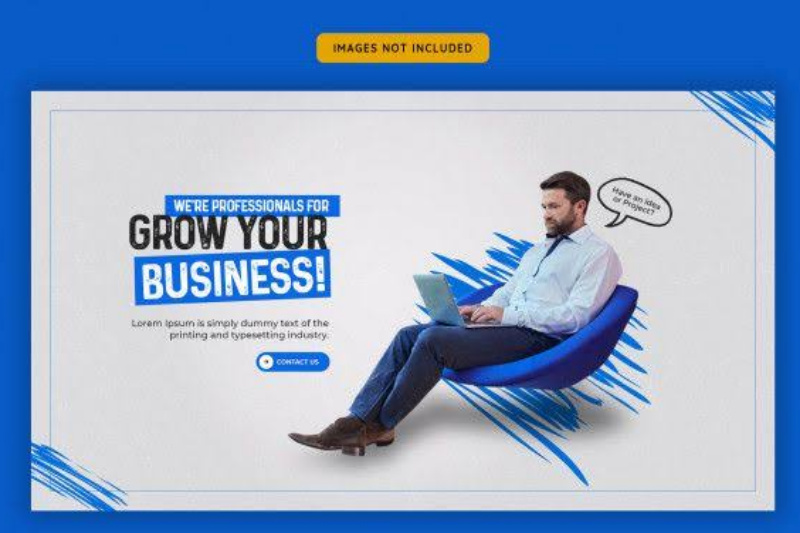 IMAGES NOT INCLUDED
WE'RE PROFESSIONALS FOR
GROW YOUR
BUSINESS!
Lorem Ipsum is simply dummy text of the
printing and typesetting industry.
CONTACT US
Have an idea
or Project?